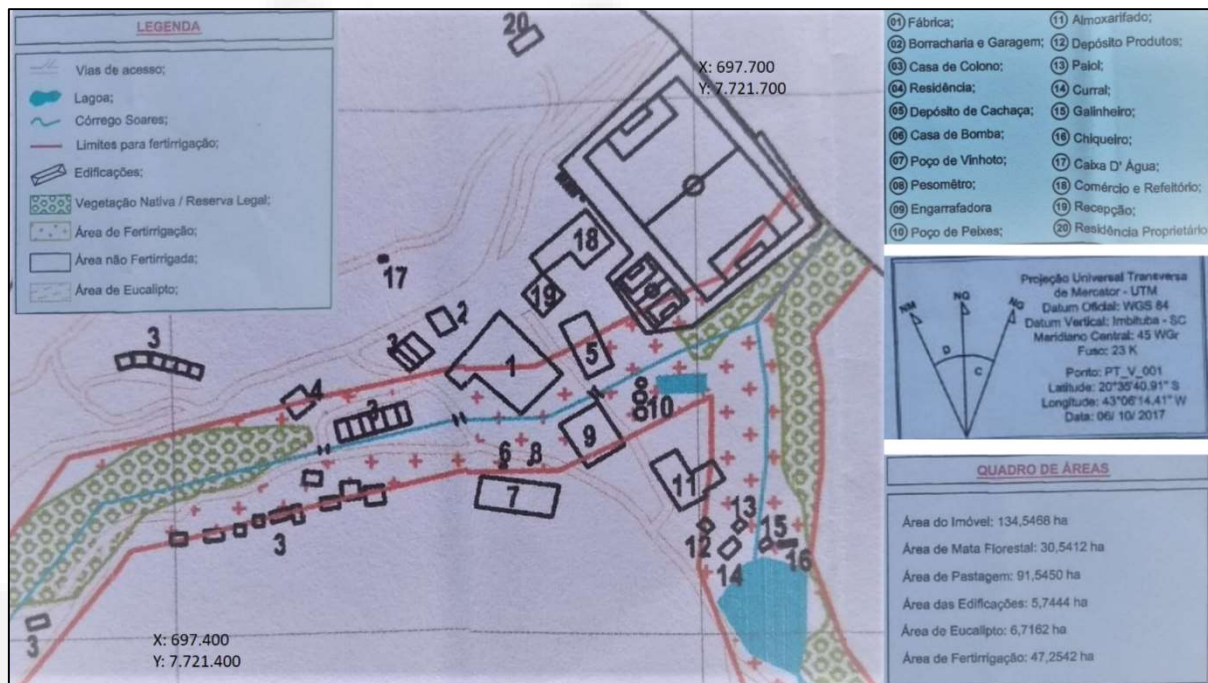 LEGENDA
Vias de acesso;
Lagoa;
Córrego Soares;
Limites para fertirrigação;
Edificações;
Vegetação Nativa / Reserva Legal;
Área de Fertirrigação;
Área não Fertirrigada;
Área de Eucalipto;
20
X: 697.700
Y: 7.721.700
18
17
19
2
3
3
1
5
4
3
10
9
6 8
11
7
3
13
15
12
16
14
3
X: 697.400
Y: 7.721.400
01 Fábrica;
02 Borracharia e Garagem;
03 Casa de Colono;
04 Residência;
05 Depósito de Cachaça;
06 Casa de Bomba;
07 Poço de Vinhoto;
08 Pesomêtro;
09 Engarrafadora
10 Poço de Peixes;
11 Almoxarifado;
12 Depósito Produtos;
13 Paiol;
14 Curral;
15 Galinheiro;
16 Chiqueiro;
17 Caixa D' Água;
18 Comércio e Refeitório;
19 Recepção;
20 Residência Proprietário
NM
NQ
NG
D
C
Projeção Universal Transversa
de Mercator - UTM
Datum Oficial: WGS 84
Datum Vertical: Imbituba - SC
Meridiano Central: 45 WGr
Fuso: 23 K
Ponto: PT_V_001
Latitude: 20°35'40.91" S
Longitude: 43°06'14.41" W
Data: 06/ 10/ 2017
QUADRO DE ÁREAS
Área do Imóvel: 134,5468 ha
Área de Mata Florestal: 30,5412 ha
Área de Pastagem: 91,5450 ha
Área das Edificações: 5,7444 ha
Área de Eucalipto: 6,7162 ha
Área de Fertirrigação: 47,2542 ha